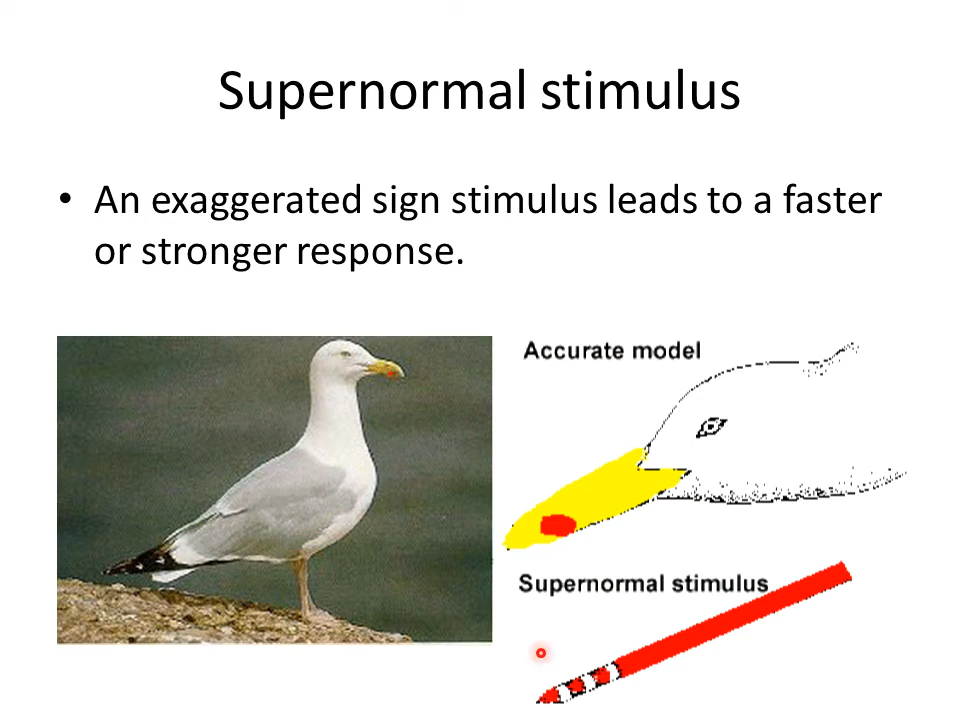 Supernormal stimulus
• An exaggerated sign stimulus leads to a faster
or stronger response.
Accurate model
Supernormal stimulus